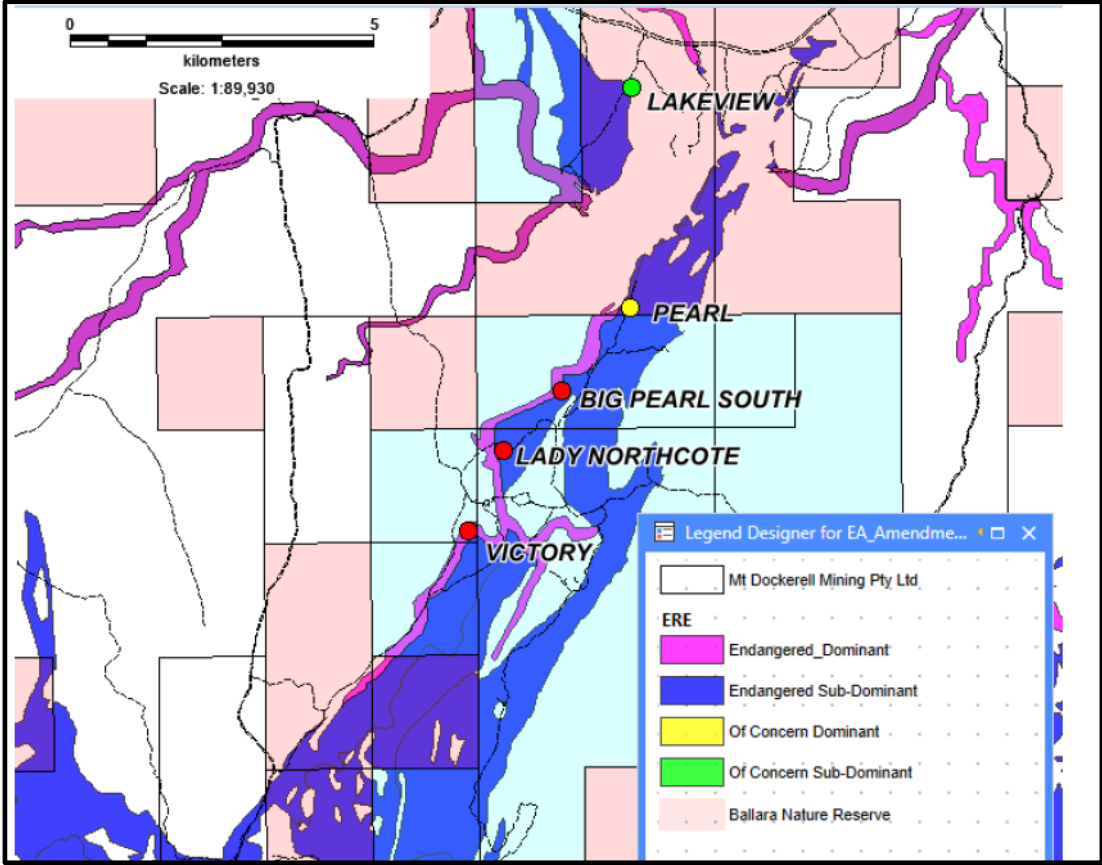 0 5
kilometers
Scale: 1:89,930
LAKEVIEW
PEARL
BIG PEARL SOUTH
LADY NORTHCOTE
VICTORY
Legend Designer for EA_Amendme...
Mt Dockerell Mining Pty Ltd
ERE
Endangered_Dominant
Endangered Sub-Dominant
Of Concern Dominant
Of Concern Sub-Dominant
Ballara Nature Reserve